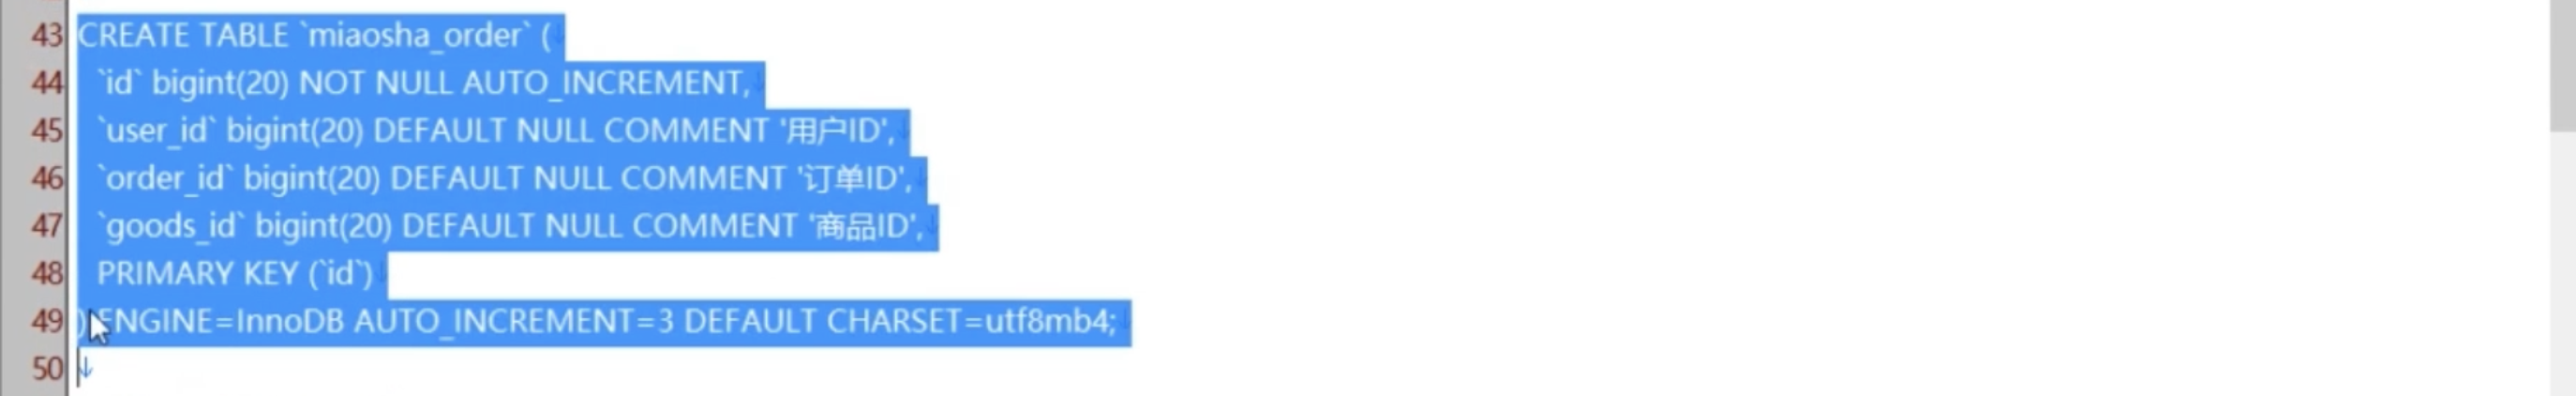 43 CREATE TABLE `miaosha_order` (
44 `id` bigint(20) NOT NULL AUTO_INCREMENT,
45 `user_id` bigint(20) DEFAULT NULL COMMENT '用户ID',
46 `order_id` bigint(20) DEFAULT NULL COMMENT '订单ID',
47 `goods_id` bigint(20) DEFAULT NULL COMMENT '商品ID',
48 PRIMARY KEY (`id`)
49 ) ENGINE=InnoDB AUTO_INCREMENT=3 DEFAULT CHARSET=utf8mb4;
50